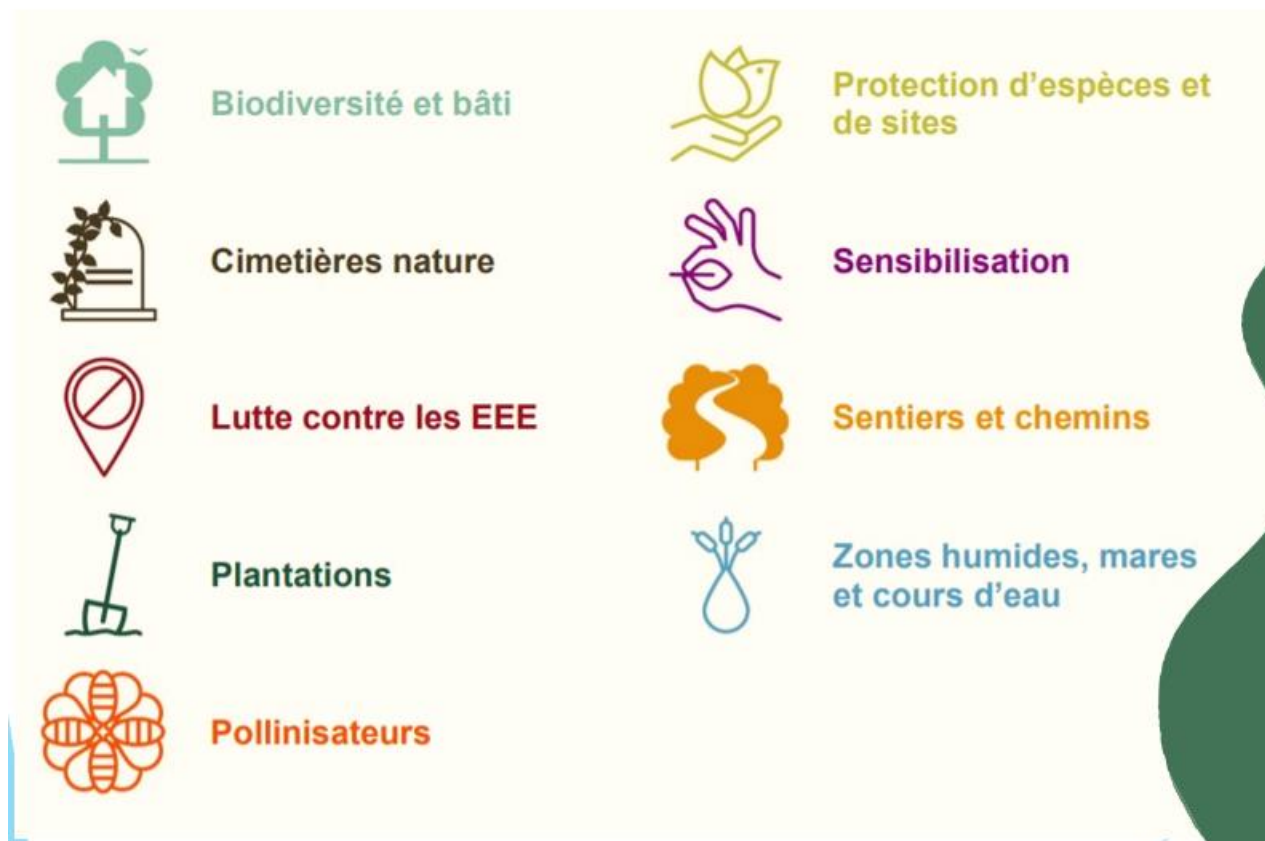 Biodiversité et bâti
Cimetières nature
Lutte contre les EEE
Plantations
Pollinisateurs
Protection d'espèces et
de sites
Sensibilisation
Sentiers et chemins
Zones humides, mares
et cours d'eau